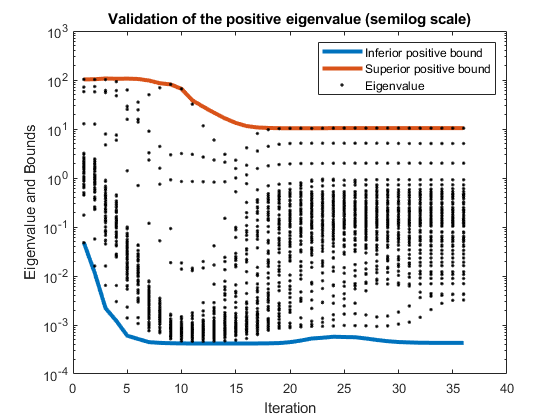 Validation of the positive eigenvalue (semilog scale)
Inferior positive bound
Superior positive bound
Eigenvalue
Eigenvalue and Bounds
10^3
10^2
10^1
10^0
10^-1
10^-2
10^-3
10^-4
0 5 10 15 20 25 30 35 40
Iteration